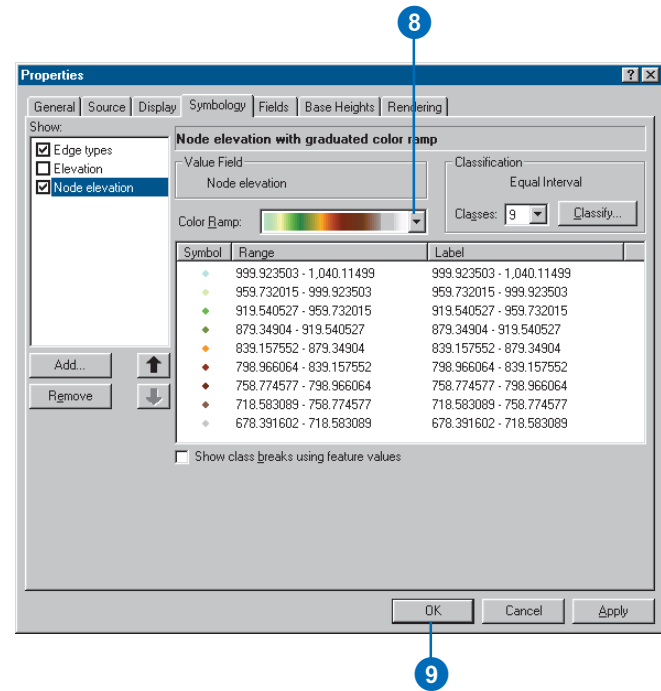 8
Properties
General Source Display Symbology Fields Base Heights Rendering
Show:
Edge types
Elevation
Node elevation
Add...
Remove
Node elevation with graduated color ramp
Value Field
Node elevation
Classification
Equal Interval
Classes: 9 Classify...
Color Ramp:
Symbol Range Label
999.923503 - 1,040.11499 999.923503 - 1,040.11499
959.732015 - 999.923503 959.732015 - 999.923503
919.540527 - 959.732015 919.540527 - 959.732015
879.34904 - 919.540527 879.34904 - 919.540527
839.157552 - 879.34904 839.157552 - 879.34904
798.966064 - 839.157552 798.966064 - 839.157552
758.774577 - 798.966064 758.774577 - 798.966064
718.583089 - 758.774577 718.583089 - 758.774577
678.391602 - 718.583089 678.391602 - 718.583089
Show class breaks using feature values
OK Cancel Apply
9